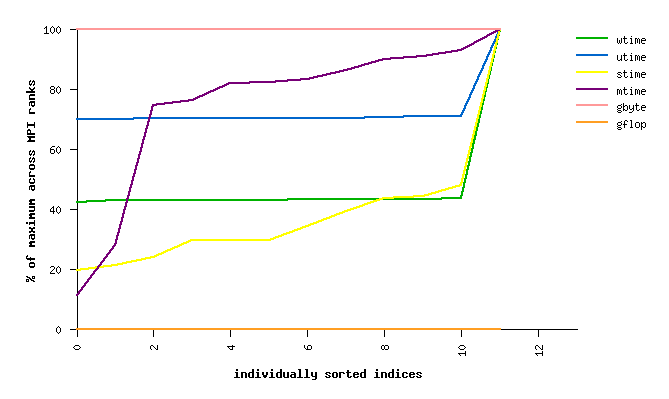 100
80
60
40
20
0
% of maximum across MPI ranks
0
2
4
6
8
10
12
individually sorted indices
wtime
utime
stime
mtime
gbyte
gflop